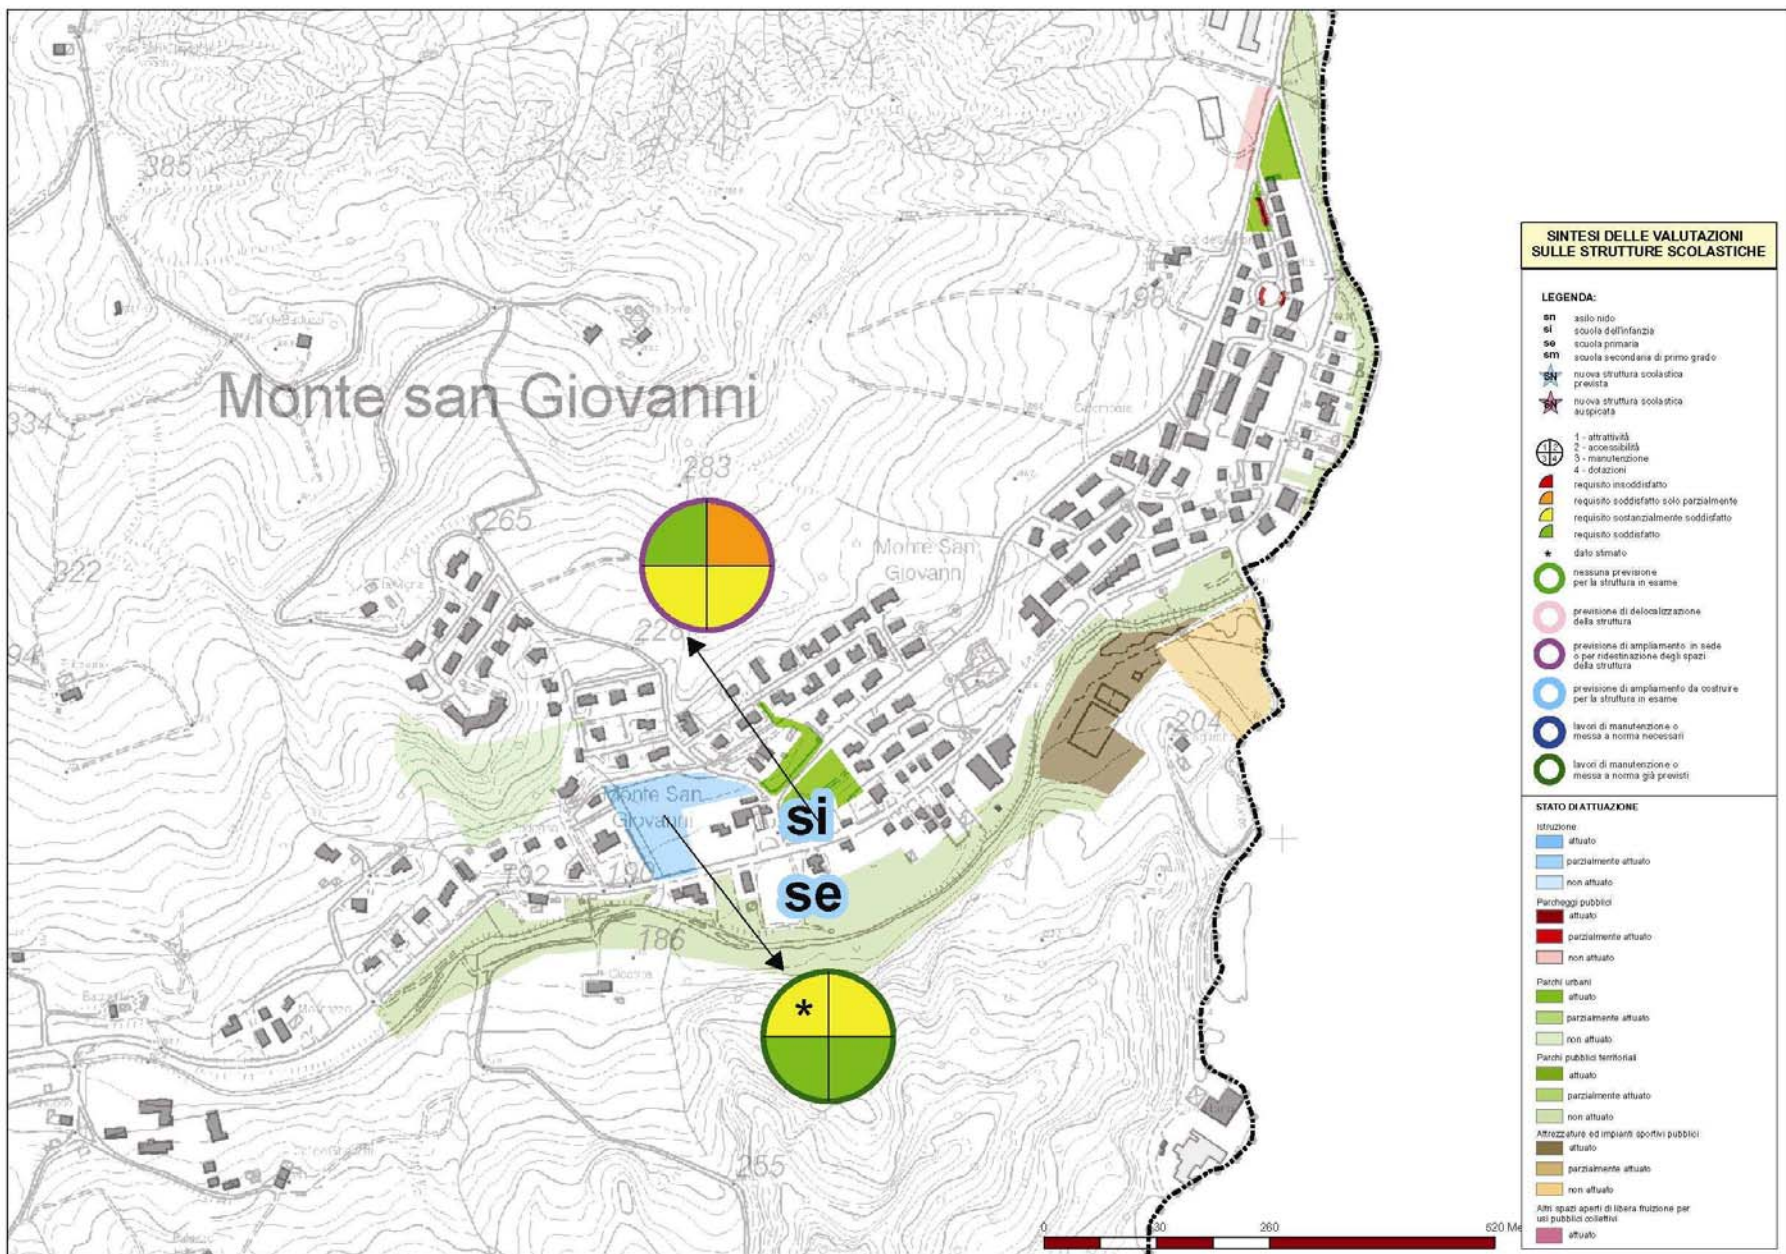 385
198
Monte san Giovanni
334
283
265
322
Monte San
Giovanni
228
204
Monte San
Giovanni
si
192
190
se
186
*
255
0
260
SINTESI DELLE VALUTAZIONI
SULLE STRUTTURE SCOLASTICHE
LEGENDA:
sn asilo nido
si scuola dell'infanzia
se scuola primaria
sm scuola secondaria di primo grado
SN nuova struttura scolastica
prevista
SN nuova struttura scolastica
auspicata
1 2
3 4
1 - attrattività
2 - accessibilità
3 - manutenzione
4 - dotazioni
requisito insoddisfatto
requisito soddisfatto solo parzialmente
requisito sostanzialmente soddisfatto
requisito soddisfatto
* dato stimato
nessuna previsione
per la struttura in esame
previsione di delocalizzazione
della struttura
previsione di ampliamento in sede
o per ridestinazione degli spazi
della struttura
previsione di ampliamento da costruire
per la struttura in esame
lavori di manutenzione o
messa a norma necessari
lavori di manutenzione o
messa a norma già previsti
STATO DI ATTUAZIONE
Istruzione
attuato
parzialmente attuato
non attuato
Parcheggi pubblici
attuato
parzialmente attuato
non attuato
Parchi urbani
attuato
parzialmente attuato
non attuato
Parchi pubblici territoriali
attuato
parzialmente attuato
non attuato
Attrezzature ed impianti sportivi pubblici
attuato
parzialmente attuato
non attuato
Altri spazi aperti di libera fruizione per
usi pubblici collettivi
attuato